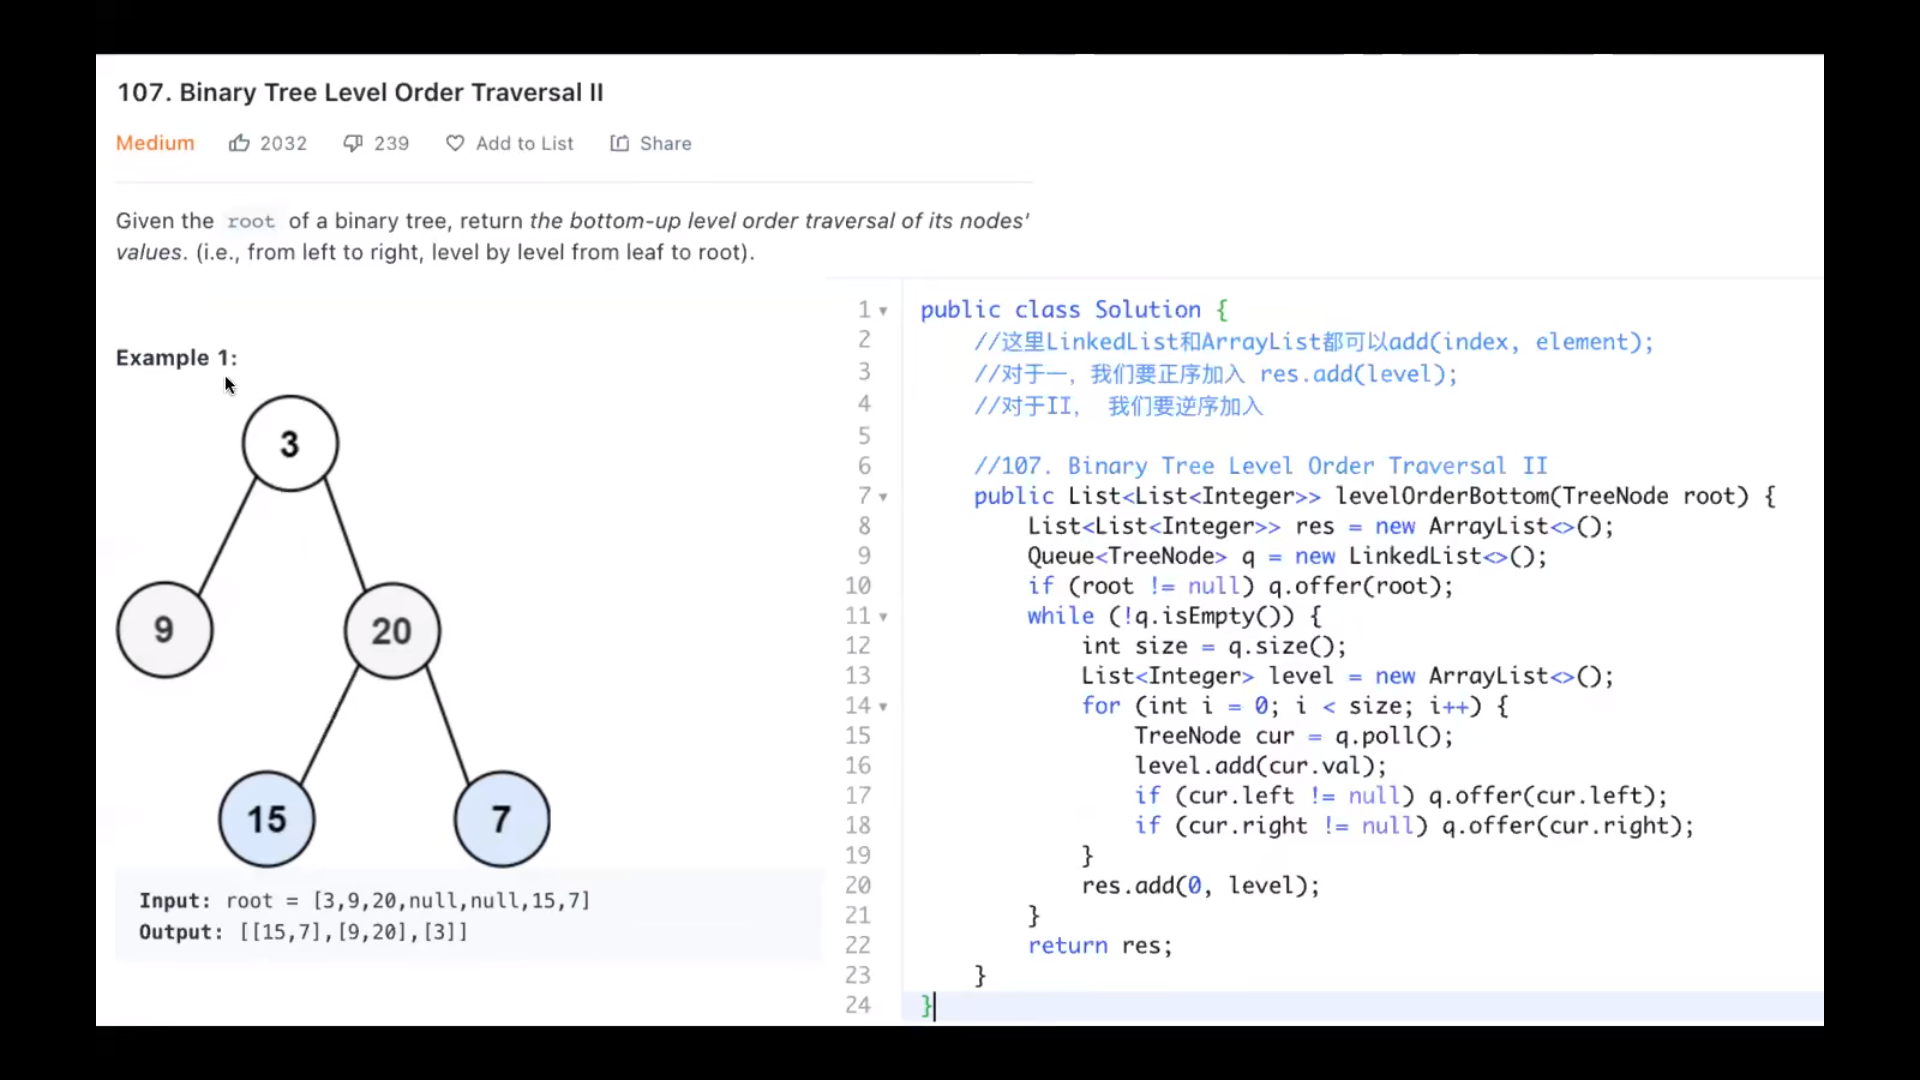 107. Binary Tree Level Order Traversal II
Medium 2032 239 Add to List Share
Given the root of a binary tree, return the bottom-up level order traversal of its nodes'
values. (i.e., from left to right, level by level from leaf to root).
Example 1:
3
9
20
15
7
Input: root = [3,9,20,null,null,15,7]
Output: [[15,7],[9,20],[3]]
1 public class Solution {
2 //这里LinkedList和ArrayList都可以add(index, element);
3 //对于一，我们要正序加入 res.add(level);
4 //对于II， 我们要逆序加入
5
6 //107. Binary Tree Level Order Traversal II
7 public List<List<Integer>> levelOrderBottom(TreeNode root) {
8 List<List<Integer>> res = new ArrayList<>();
9 Queue<TreeNode> q = new LinkedList<>();
10 if (root != null) q.offer(root);
11 while (!q.isEmpty()) {
12 int size = q.size();
13 List<Integer> level = new ArrayList<>();
14 for (int i = 0; i < size; i++) {
15 TreeNode cur = q.poll();
16 level.add(cur.val);
17 if (cur.left != null) q.offer(cur.left);
18 if (cur.right != null) q.offer(cur.right);
19 }
20 res.add(0, level);
21 }
22 return res;
23 }
24 }